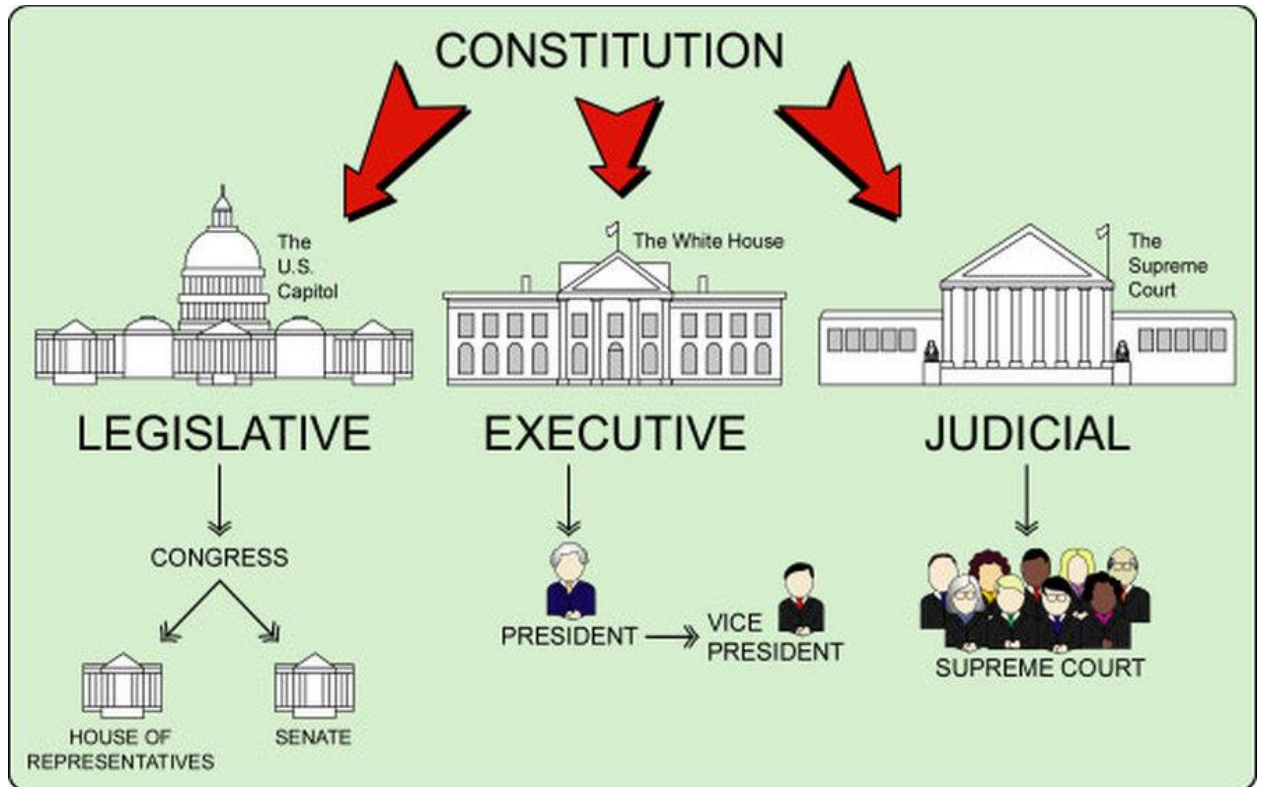 CONSTITUTION
The
U.S.
Capitol
The White House
The
Supreme
Court
LEGISLATIVE
EXECUTIVE
JUDICIAL
CONGRESS
HOUSE OF
REPRESENTATIVES
SENATE
PRESIDENT
VICE
PRESIDENT
SUPREME COURT